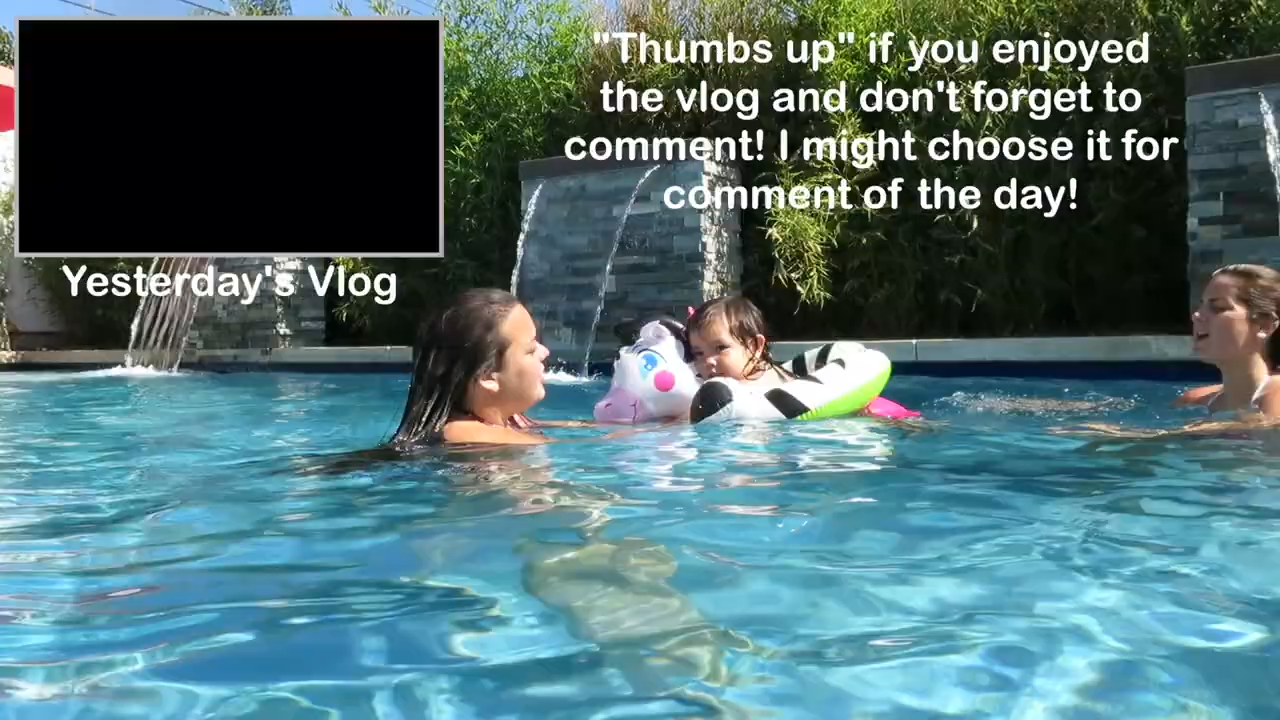 "Thumbs up" if you enjoyed
the vlog and don't forget to
comment! I might choose it for
comment of the day!
Yesterday's Vlog